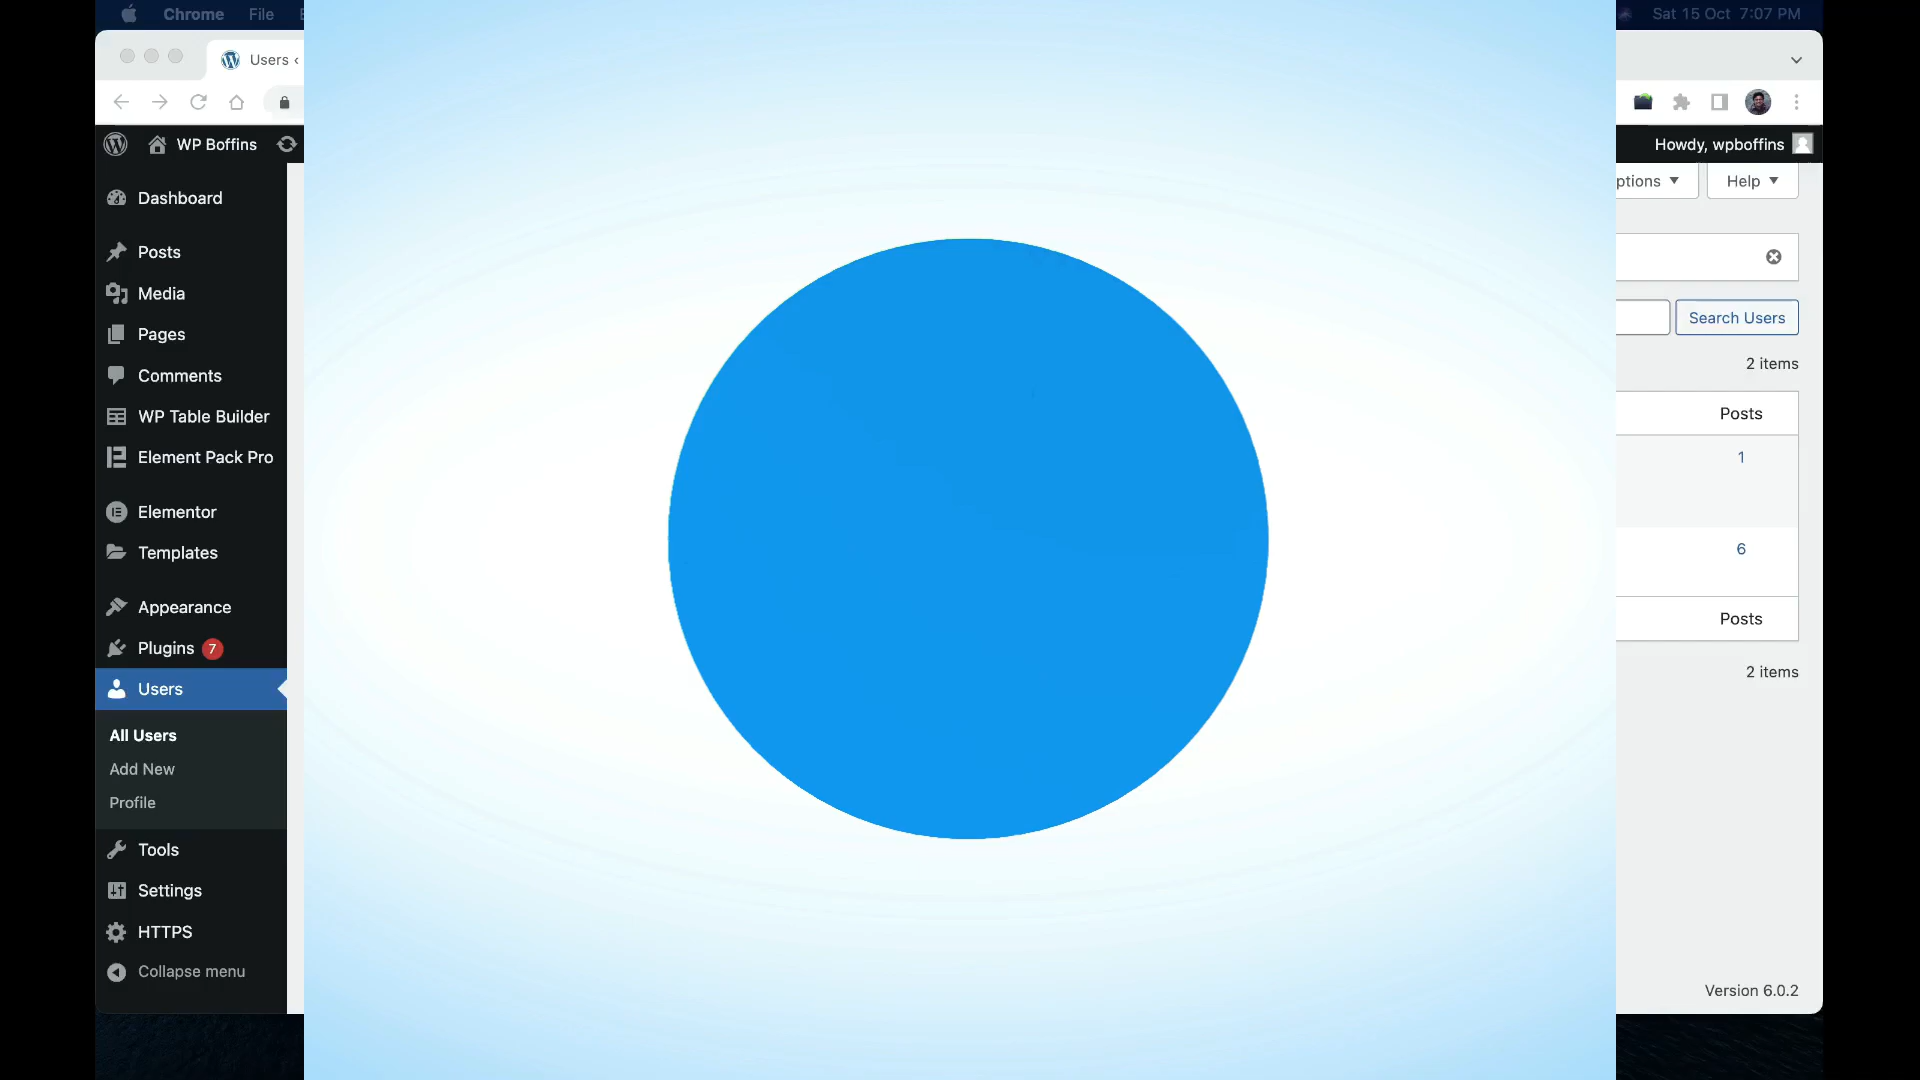 Chrome File
Sat 15 Oct 7:07 PM
Users ‹
WP Boffins
Howdy, wpboffins
Dashboard
ptions ▼ Help ▼
Posts
Media
Search Users
Pages
2 items
Comments
WP Table Builder
Posts
Element Pack Pro
1
Elementor
Templates
6
Appearance
Posts
Plugins 7
2 items
Users
All Users
Add New
Profile
Tools
Settings
HTTPS
Collapse menu
Version 6.0.2